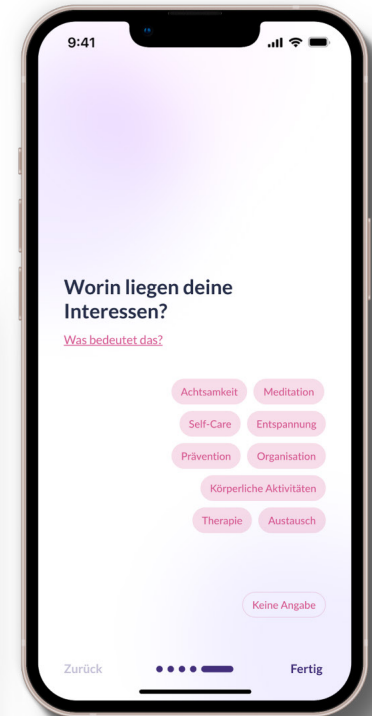 9:41
Worin liegen deine
Interessen?
Was bedeutet das?
Achtsamkeit Meditation
Self-Care Entspannung
Prävention Organisation
Körperliche Aktivitäten
Therapie Austausch
Keine Angabe
Zurück Fertig